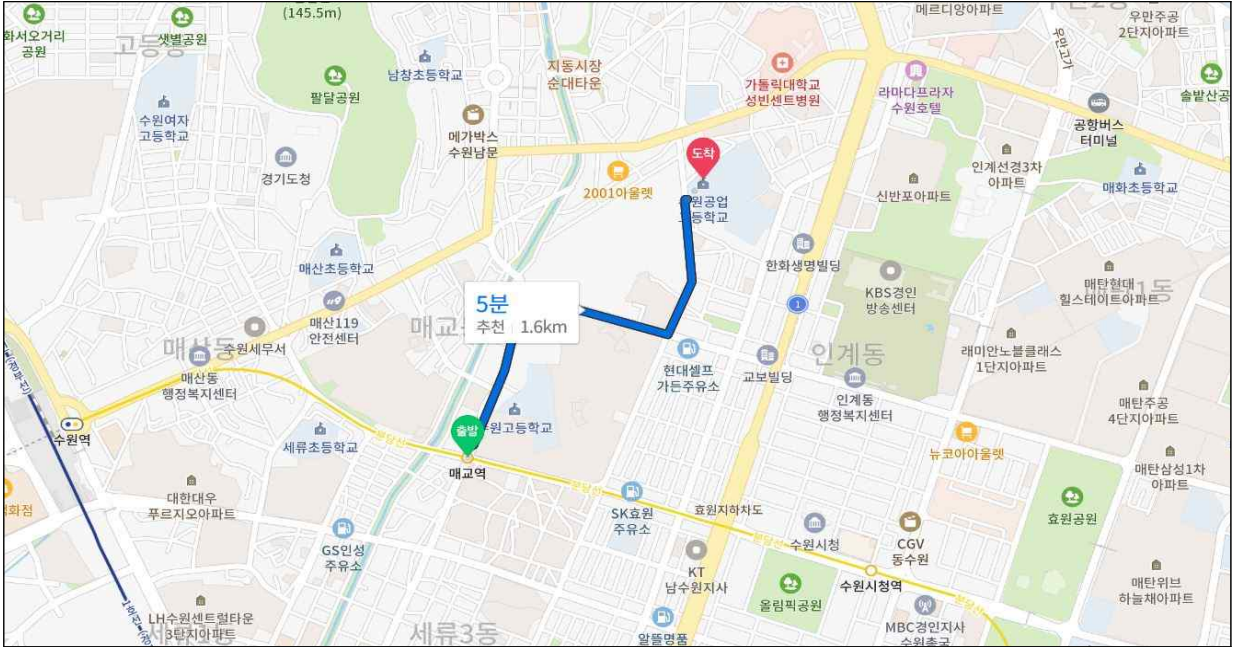 (145.5m)
메르디앙아파트
우만주공
2단지아파트
화서오거리
공원
샛별공원
고등동
남창초등학교
지동시장
순대타운
가톨릭대학교
성빈센트병원
라마다프라자
수원호텔
우만고가
솔밭산공
팔달공원
수원여자
고등학교
메가박스
수원남문
공항버스
터미널
도착
경기도청
2001아울렛
원공업
고등학교
신반포아파트
인계선경3차
아파트
매화초등학교
매산초등학교
한화생명빌딩
KBS경인
방송센터
매탄현대
힐스테이트아파트
5분
추천 1.6km
1
매산119
안전센터
매교
수원세무서
매산동
매산동
행정복지센터
현대셀프
가든주유소
교보빌딩
인계동
인계동
행정복지센터
래미안노블클래스
1단지아파트
매탄주공
4단지아파트
수원역
세류초등학교
분당선
출발
원고등학교
매교역
뉴코아아울렛
매탄삼성1차
아파트
대한대우
푸르지오아파트
화점
분당선
SK효원
주유소
효원지하차도
효원공원
GS인성
주유소
수원시청
CGV
동수원
KT
남수원지사
수원시청역
올림픽공원
매탄위브
하늘채아파트
분당선
LH수원센트럴타운
3단지아파트
세류3동
알뜰명품
MBC경인지사
수원총국